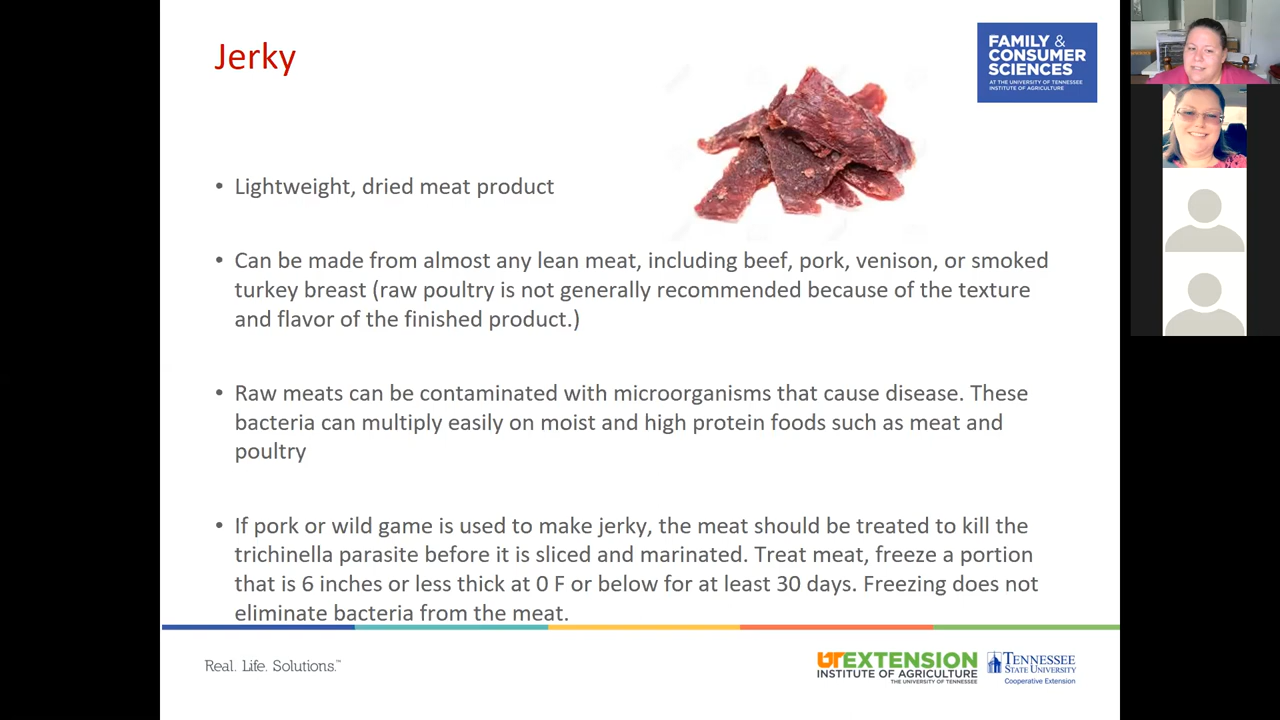 Jerky
FAMILY &
CONSUMER
SCIENCES
AT THE UNIVERSITY OF TENNESSEE
INSTITUTE OF AGRICULTURE
• Lightweight, dried meat product
• Can be made from almost any lean meat, including beef, pork, venison, or smoked
turkey breast (raw poultry is not generally recommended because of the texture
and flavor of the finished product.)
• Raw meats can be contaminated with microorganisms that cause disease. These
bacteria can multiply easily on moist and high protein foods such as meat and
poultry
• If pork or wild game is used to make jerky, the meat should be treated to kill the
trichinella parasite before it is sliced and marinated. Treat meat, freeze a portion
that is 6 inches or less thick at 0 F or below for at least 30 days. Freezing does not
eliminate bacteria from the meat.
Real. Life. Solutions.™
UTEXTENSION
INSTITUTE OF AGRICULTURE
THE UNIVERSITY OF TENNESSEE
TENNESSEE
STATE UNIVERSITY
Cooperative Extension